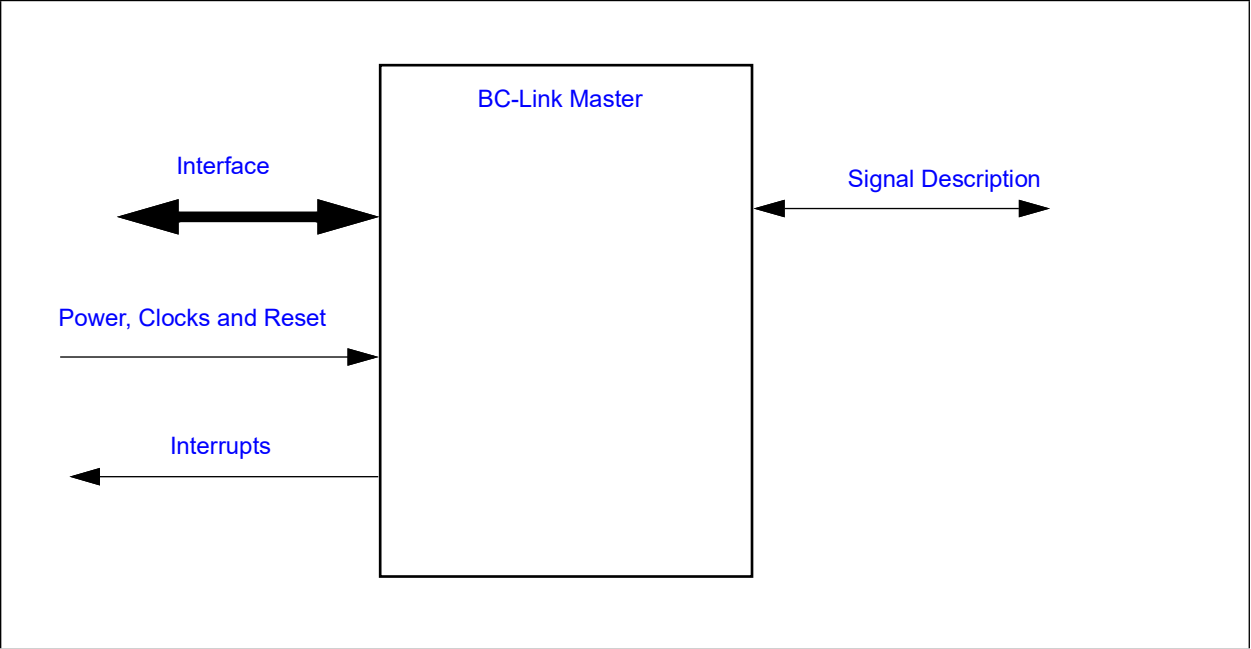 BC-Link Master
Interface
Signal Description
Power, Clocks and Reset
Interrupts